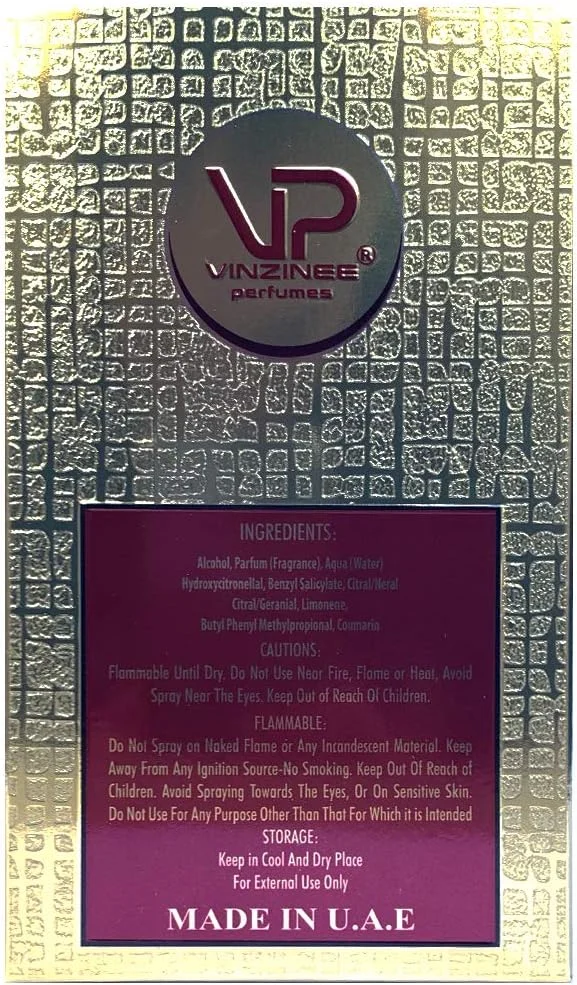 VP
VINZINEE®
perfumes
INGREDIENTS:
Alcohol, Parfum (Fragrance), Aqua (Water)
Hydroxycitronellal, Benzyl Salicylate, Citral/Neral
Citral/Geranial, Limonene,
Butyl Phenyl Methylpropional, Coumarin
CAUTIONS:
Flammable Until Dry. Do Not Use Near Fire, Flame or Heat, Avoid
Spray Near The Eyes. Keep Out of Reach Of Children.
FLAMMABLE:
Do Not Spray on Naked Flame or Any Incandescent Material. Keep
Away From Any Ignition Source-No Smoking. Keep Out Of Reach of
Children. Avoid Spraying Towards The Eyes, Or On Sensitive Skin.
Do Not Use For Any Purpose Other Than That For Which it is Intended
STORAGE:
Keep in Cool And Dry Place
For External Use Only
MADE IN U.A.E